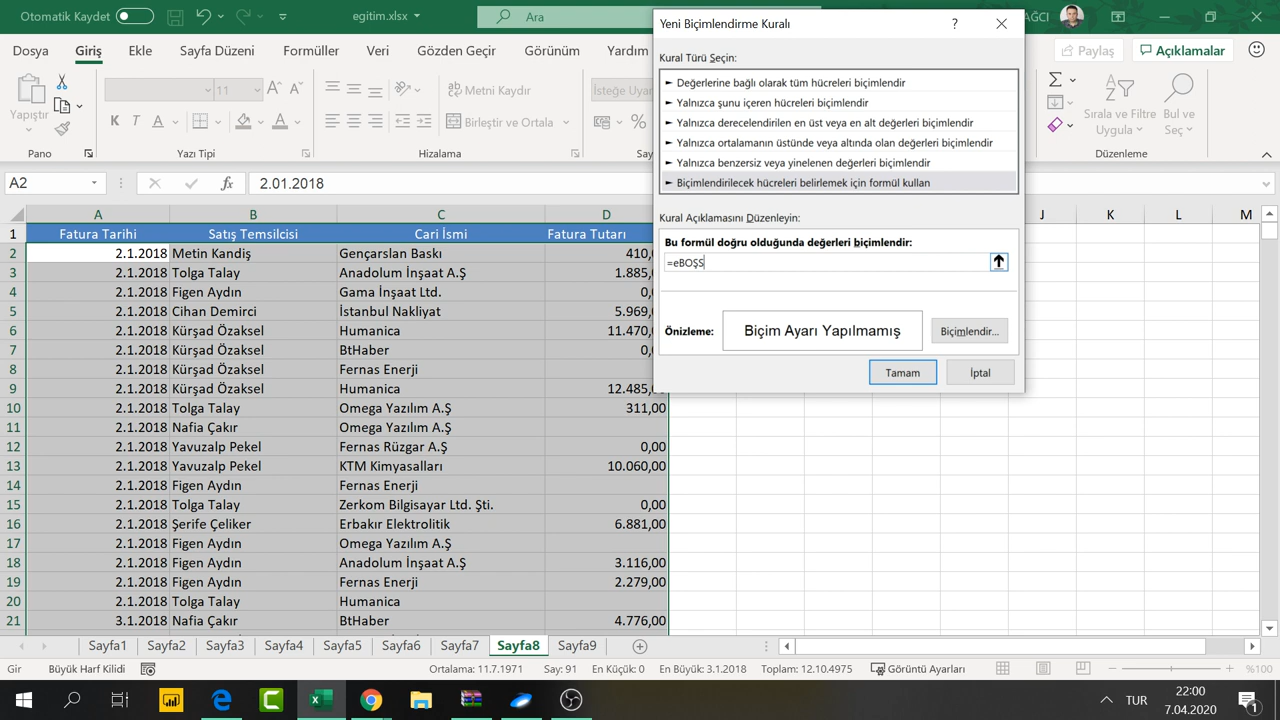 Otomatik Kaydet
egitim.xlsx
Ara
AĞCI
Dosya Giriş Ekle Sayfa Düzeni Formüller Veri Gözden Geçir Görünüm Yardım
Paylaş Açıklamalar
Yapıştır
11
K T A
Metni Kaydır
Birleştir ve Ortala
İsteğe Uyar
%
Sırala ve Filtre Uygula
Bul ve Seç
Pano Yazı Tipi Hizalama Say Düzenleme
A2 fx 2.01.2018
A B C D J K L M
1 Fatura Tarihi Satış Temsilcisi Cari İsmi Fatura Tutarı
2 2.1.2018 Metin Kandiş Gençarslan Baskı 410,
3 2.1.2018 Tolga Talay Anadolum İnşaat A.Ş 1.885,
4 2.1.2018 Figen Aydın Gama İnşaat Ltd. 0,
5 2.1.2018 Cihan Demirci İstanbul Nakliyat 5.969,
6 2.1.2018 Kürşad Özaksel Humanica 11.470,
7 2.1.2018 Kürşad Özaksel BtHaber 0,
8 2.1.2018 Kürşad Özaksel Fernas Enerji
9 2.1.2018 Kürşad Özaksel Humanica 12.485,
10 2.1.2018 Tolga Talay Omega Yazılım A.Ş 311,00
11 2.1.2018 Nafia Çakır Omega Yazılım A.Ş
12 2.1.2018 Yavuzalp Pekel Fernas Rüzgar A.Ş 0,00
13 2.1.2018 Yavuzalp Pekel KTM Kimyasalları 10.060,00
14 2.1.2018 Figen Aydın Fernas Enerji
15 2.1.2018 Tolga Talay Zerkom Bilgisayar Ltd. Şti. 0,00
16 2.1.2018 Şerife Çeliker Erbakır Elektrolitik 6.881,00
17 2.1.2018 Figen Aydın Omega Yazılım A.Ş
18 2.1.2018 Figen Aydın Anadolum İnşaat A.Ş 3.116,00
19 2.1.2018 Figen Aydın Fernas Enerji 2.279,00
20 2.1.2018 Tolga Talay Humanica
21 3.1.2018 Nafia Çakır BtHaber 4.776,00
Yeni Biçimlendirme Kuralı ?
Kural Türü Seçin:
► Değerlerine bağlı olarak tüm hücreleri biçimlendir
► Yalnızca şunu içeren hücreleri biçimlendir
► Yalnızca derecelendirilen en üst veya en alt değerleri biçimlendir
► Yalnızca ortalamanın üstünde veya altında olan değerleri biçimlendir
► Yalnızca benzersiz veya yinelenen değerleri biçimlendir
► Biçimlendirilecek hücreleri belirlemek için formül kullan
Kural Açıklamasını Düzenleyin:
Bu formül doğru olduğunda değerleri biçimlendir:
=eBOŞS
Önizleme: Biçim Ayarı Yapılmamış Biçimlendir...
Tamam İptal
Sayfa1 Sayfa2 Sayfa3 Sayfa4 Sayfa5 Sayfa6 Sayfa7 Sayfa8 Sayfa9
Gir Büyük Harf Kilidi Ortalama: 11.7.1971 Say: 91 En Küçük: 0 En Büyük: 3.1.2018 Toplam: 12.10.4975 Görüntü Ayarları %100
TUR
22:00
7.04.2020
1